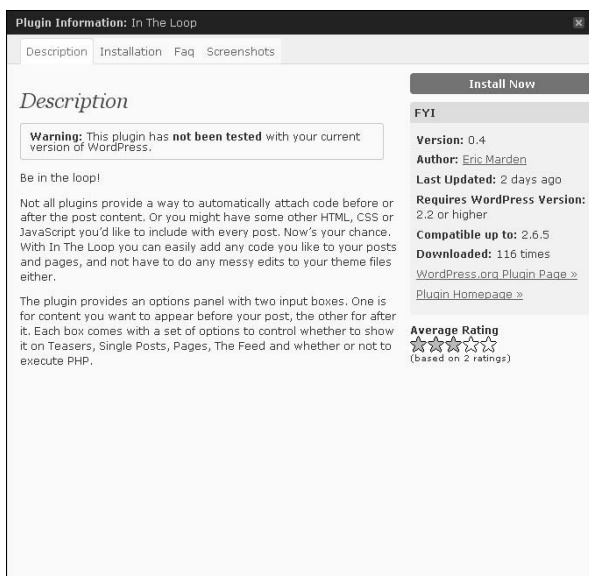 Plugin Information: In The Loop
Description Installation Faq Screenshots
Description
Warning: This plugin has not been tested with your current
version of WordPress.
Be in the loop!
Not all plugins provide a way to automatically attach code before or
after the post content. Or you might have some other HTML, CSS or
JavaScript you'd like to include with every post. Now's your chance.
With In The Loop you can easily add any code you like to your posts
and pages, and not have to do any messy edits to your theme files
either.
The plugin provides an options panel with two input boxes. One is
for content you want to appear before your post, the other for after
it. Each box comes with a set of options to control whether to show
it on Teasers, Single Posts, Pages, The Feed and whether or not to
execute PHP.
Install Now
FYI
Version: 0.4
Author: Eric Marden
Last Updated: 2 days ago
Requires WordPress Version:
2.2 or higher
Compatible up to: 2.6.5
Downloaded: 116 times
WordPress.org Plugin Page »
Plugin Homepage »
Average Rating
(based on 2 ratings)